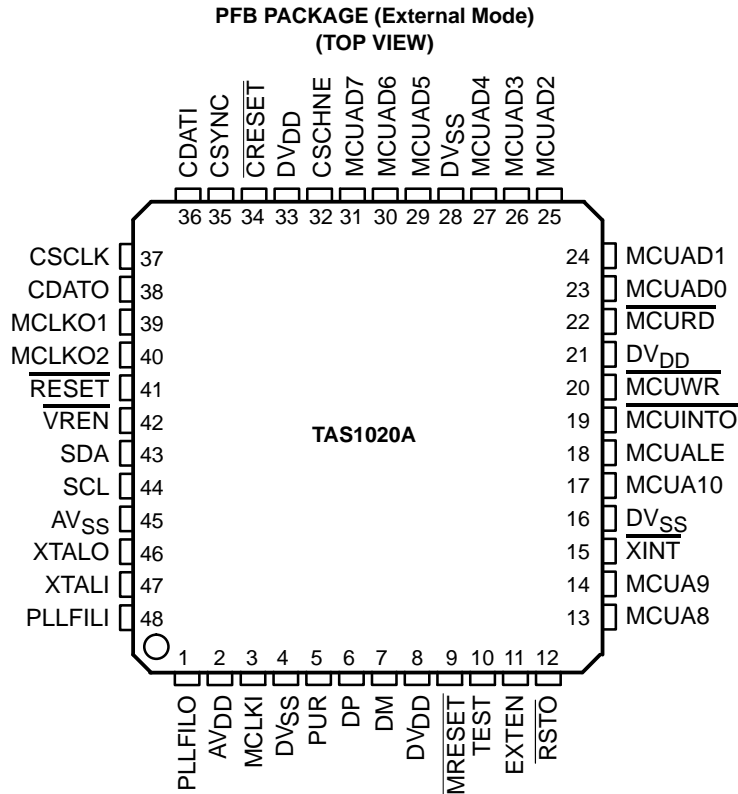 PFB PACKAGE (External Mode)
(TOP VIEW)
CDATI
CSYNC
CRESET
DVDD
CSCHNE
MCUAD7
MCUAD6
MCUAD5
DVSS
MCUAD4
MCUAD3
MCUAD2
36 35 34 33 32 31 30 29 28 27 26 25
CSCLK 37
CDATO 38
MCLKO1 39
MCLKO2 40
RESET 41
VREN 42
SDA 43
SCL 44
AVSS 45
XTALO 46
XTALI 47
PLLFILI 48
TAS1020A
24 MCUAD1
23 MCUAD0
22 MCURD
21 DVDD
20 MCUWR
19 MCUINTO
18 MCUALE
17 MCUA10
16 DVSS
15 XINT
14 MCUA9
13 MCUA8
1 2 3 4 5 6 7 8 9 10 11 12
PLLFILO
AVDD
MCLKI
DVSS
PUR
DP
DM
DVDD
MRESET
TEST
EXTEN
RSTO